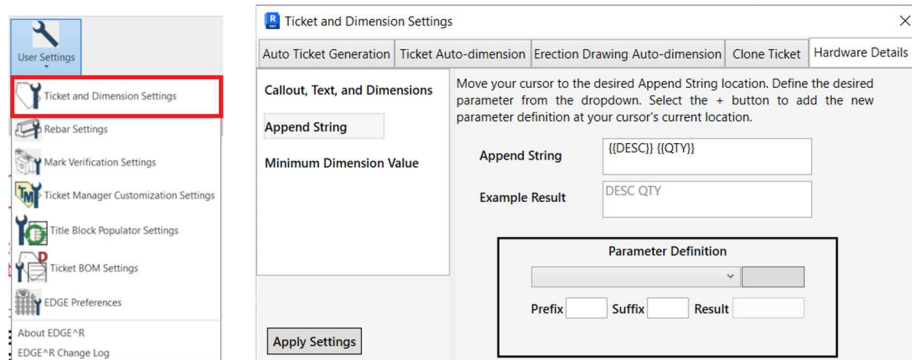 User Settings
Ticket and Dimension Settings
Rebar Settings
Mark Verification Settings
TM
Ticket Manager Customization Settings
Title Block Populator Settings
Ticket BOM Settings
EDGE Preferences
About EDGE^R
EDGE^R Change Log
R
Ticket and Dimension Settings
Auto Ticket Generation
Ticket Auto-dimension
Erection Drawing Auto-dimension
Clone Ticket
Hardware Details
Callout, Text, and Dimensions
Append String
Minimum Dimension Value
Move your cursor to the desired Append String location. Define the desired
parameter from the dropdown. Select the + button to add the new
parameter definition at your cursor's current location.
Append String
{{DESC}} {{QTY}}
Example Result
DESC QTY
Parameter Definition
Prefix
Suffix
Result
Apply Settings